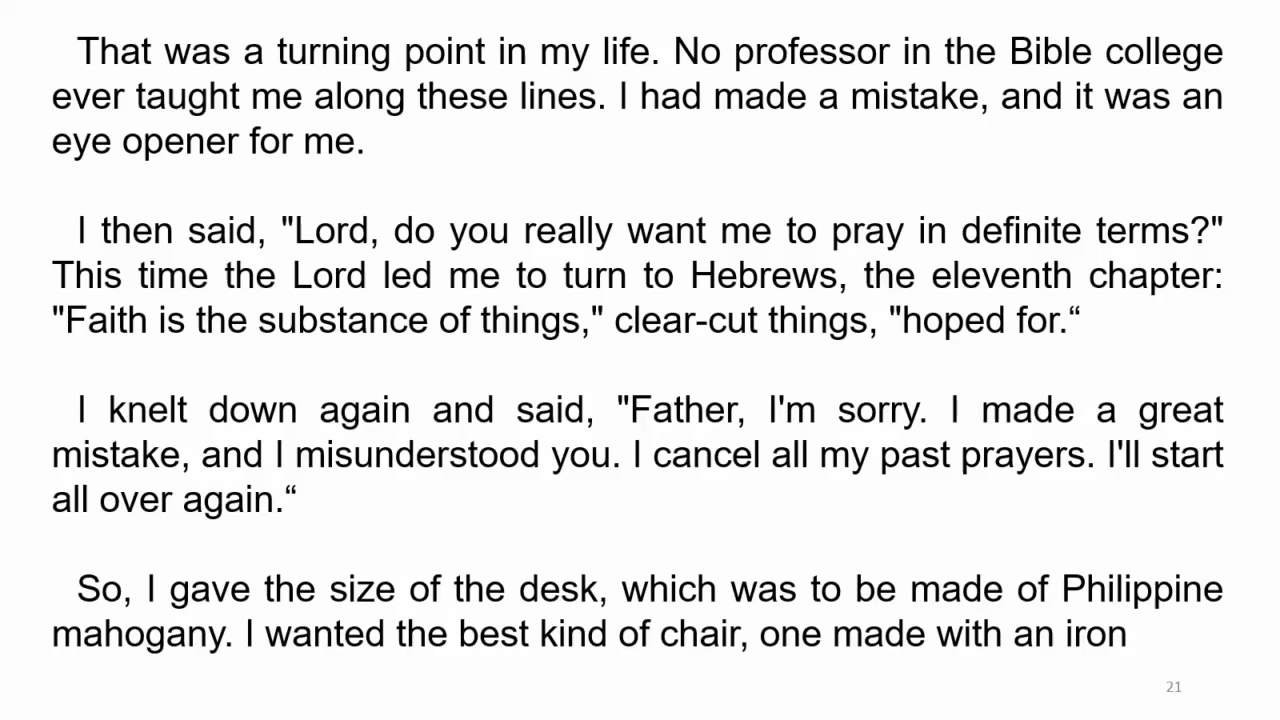 That was a turning point in my life. No professor in the Bible college
ever taught me along these lines. I had made a mistake, and it was an
eye opener for me.
I then said, "Lord, do you really want me to pray in definite terms?"
This time the Lord led me to turn to Hebrews, the eleventh chapter:
"Faith is the substance of things," clear-cut things, "hoped for.“
I knelt down again and said, "Father, I'm sorry. I made a great
mistake, and I misunderstood you. I cancel all my past prayers. I'll start
all over again.“
So, I gave the size of the desk, which was to be made of Philippine
mahogany. I wanted the best kind of chair, one made with an iron
21